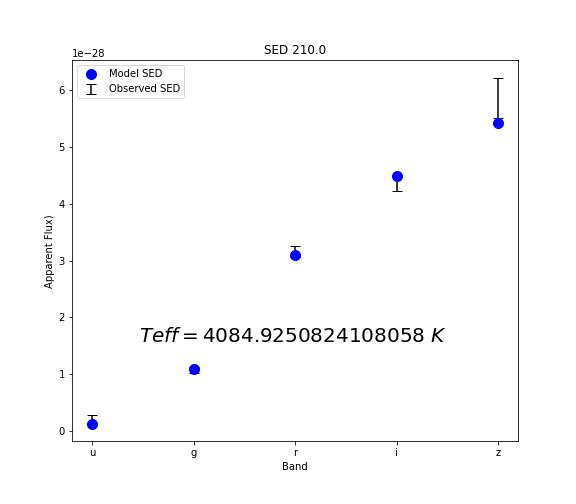 SED 210.0
1e−28
Model SED
Observed SED
6
5
4
3
2
1
0
Apparent Flux)
Teff = 4084.9250824108058 K
u g r i z
Band